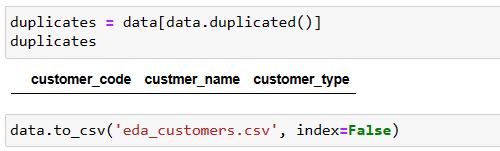 duplicates = data[data.duplicated()]
duplicates
customer_code custmer_name customer_type
data.to_csv('eda_customers.csv', index=False)